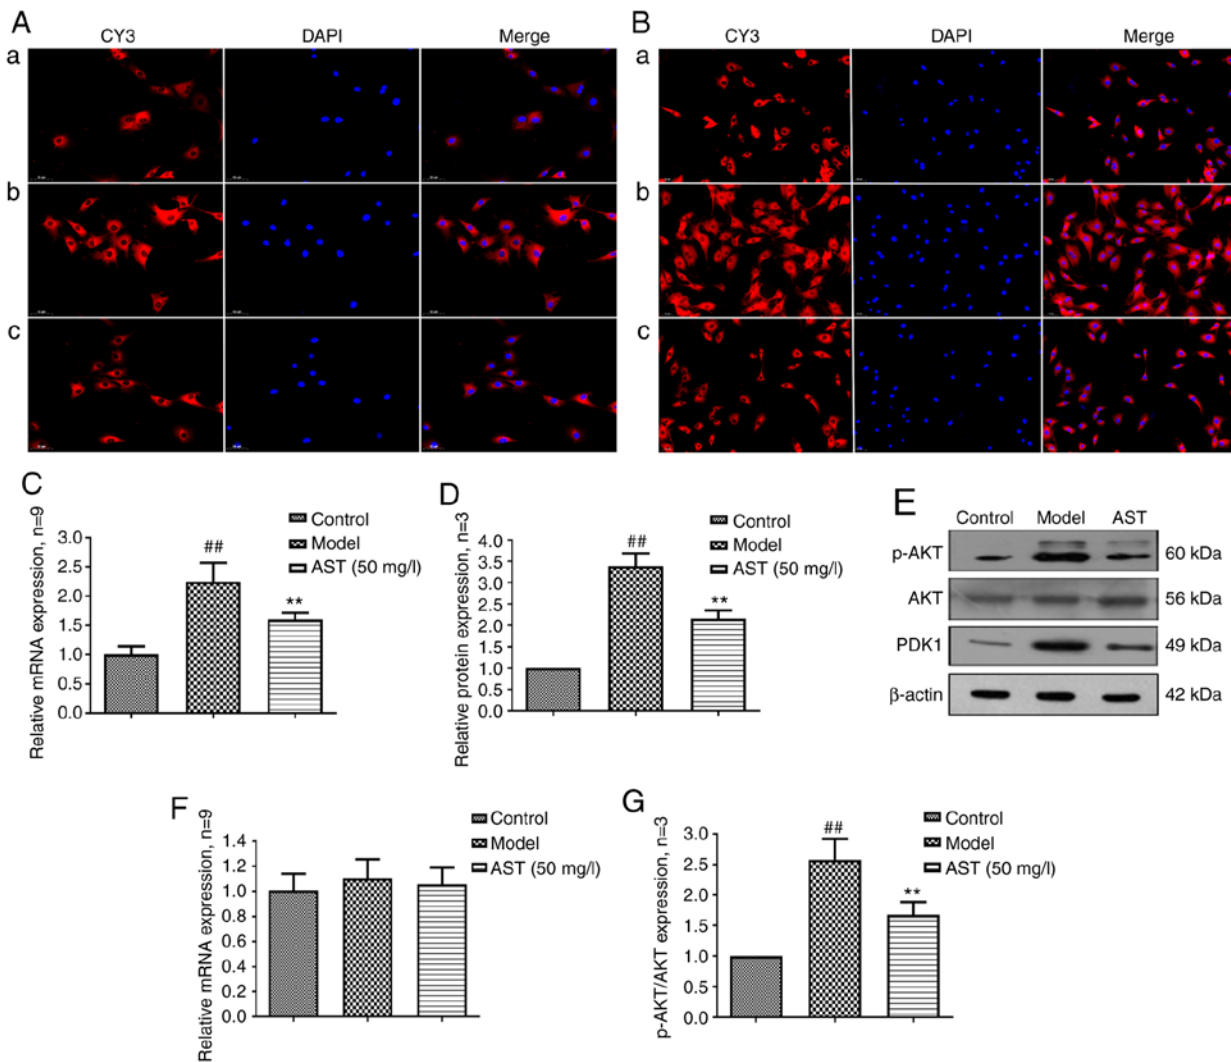 A
CY3 DAPI Merge
a
b
c
B
CY3 DAPI Merge
a
b
c
C
Relative mRNA expression, n=9
3.0
2.5
2.0
1.5
1.0
0.5
0.0
##
**
Control
Model
AST (50 mg/l)
D
Relative protein expression, n=3
4.0
3.5
3.0
2.5
2.0
1.5
1.0
0.5
0.0
##
**
Control
Model
AST (50 mg/l)
E
Control Model AST
p-AKT 60 kDa
AKT 56 kDa
PDK1 49 kDa
β-actin 42 kDa
F
Relative mRNA expression, n=9
1.4
1.2
1.0
0.8
0.6
0.4
0.2
0.0
Control
Model
AST (50 mg/l)
G
p-AKT/AKT expression, n=3
3.0
2.5
2.0
1.5
1.0
0.5
0.0
##
**
Control
Model
AST (50 mg/l)